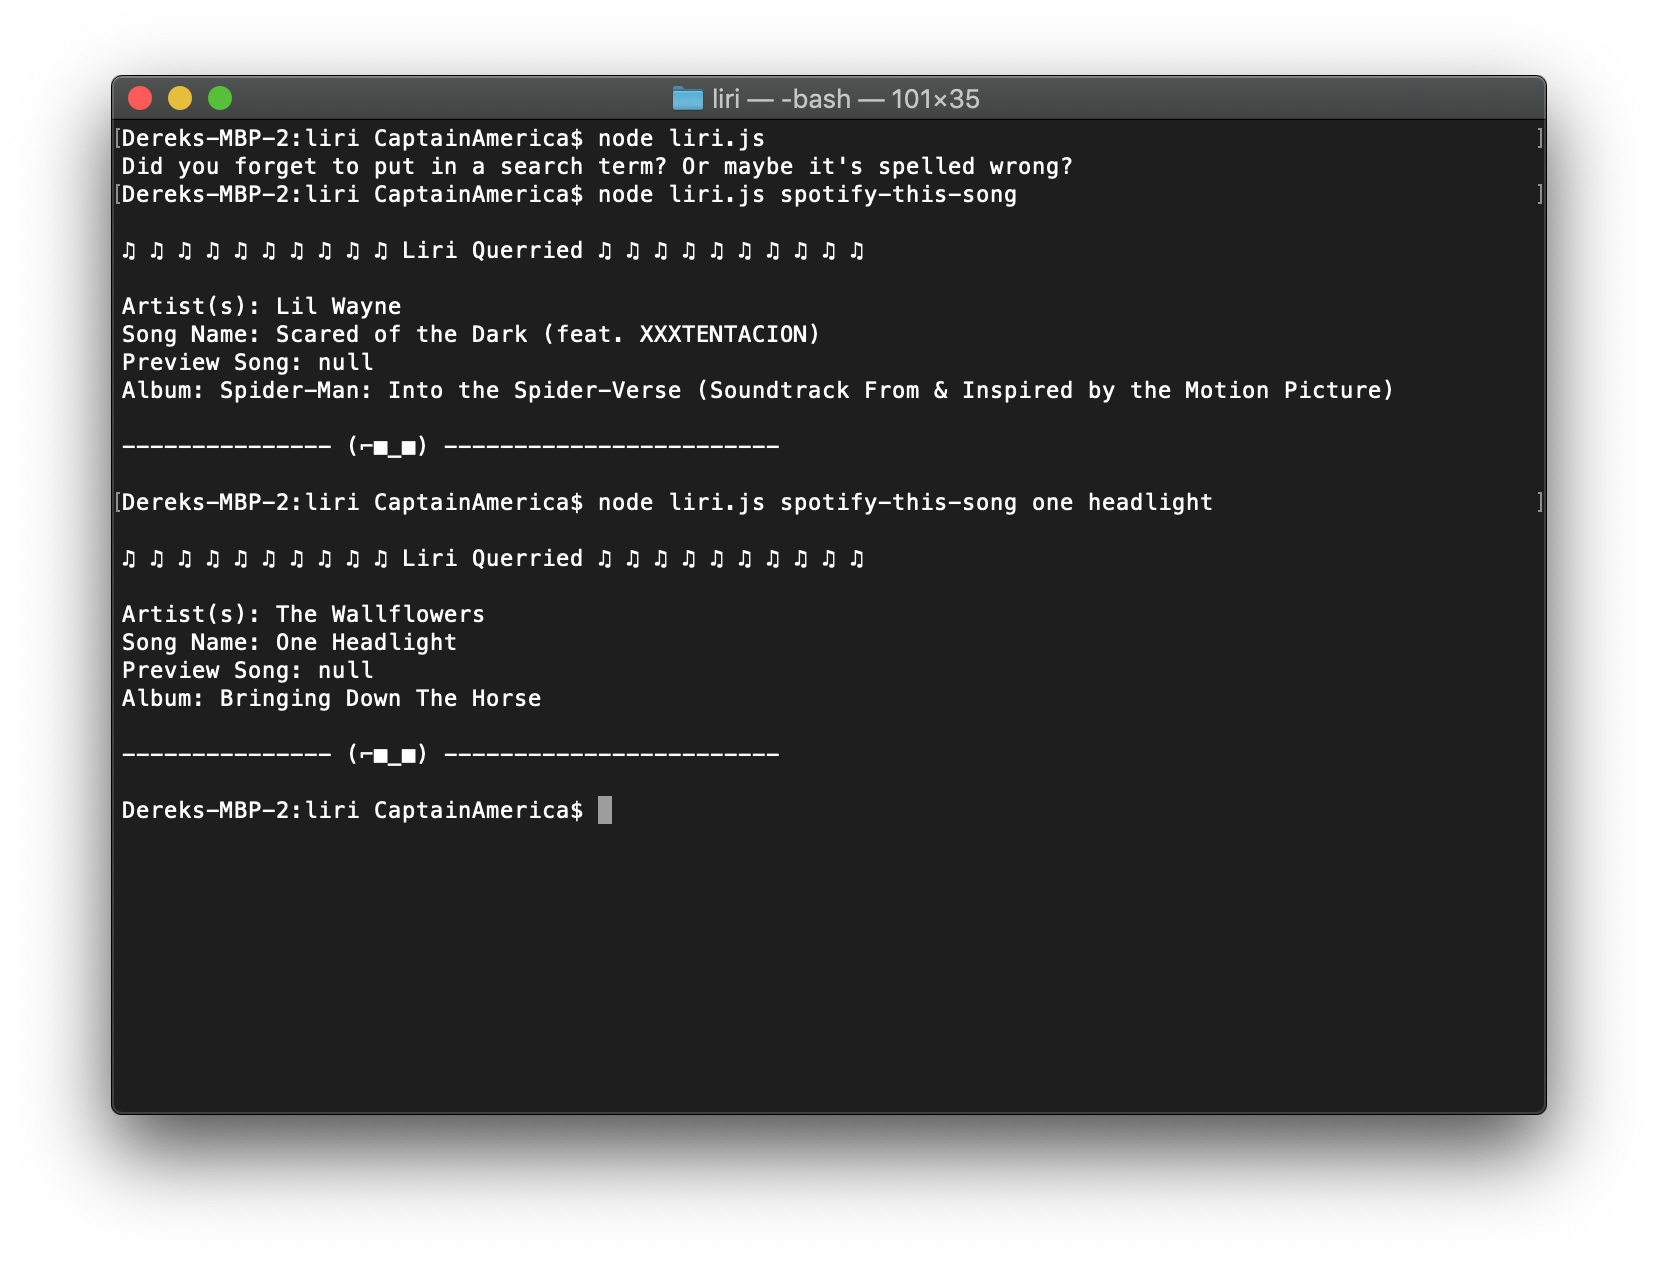 liri — -bash — 101×35
[Dereks-MBP-2:liri CaptainAmerica$ node liri.js ]
Did you forget to put in a search term? Or maybe it's spelled wrong?
[Dereks-MBP-2:liri CaptainAmerica$ node liri.js spotify-this-song ]
♫ ♫ ♫ ♫ ♫ ♫ ♫ ♫ ♫ ♫ Liri Querried ♫ ♫ ♫ ♫ ♫ ♫ ♫ ♫ ♫ ♫
Artist(s): Lil Wayne
Song Name: Scared of the Dark (feat. XXXTENTACION)
Preview Song: null
Album: Spider-Man: Into the Spider-Verse (Soundtrack From & Inspired by the Motion Picture)
--------------- (⌐■_■) ------------------------
[Dereks-MBP-2:liri CaptainAmerica$ node liri.js spotify-this-song one headlight ]
♫ ♫ ♫ ♫ ♫ ♫ ♫ ♫ ♫ ♫ Liri Querried ♫ ♫ ♫ ♫ ♫ ♫ ♫ ♫ ♫ ♫
Artist(s): The Wallflowers
Song Name: One Headlight
Preview Song: null
Album: Bringing Down The Horse
--------------- (⌐■_■) ------------------------
Dereks-MBP-2:liri CaptainAmerica$